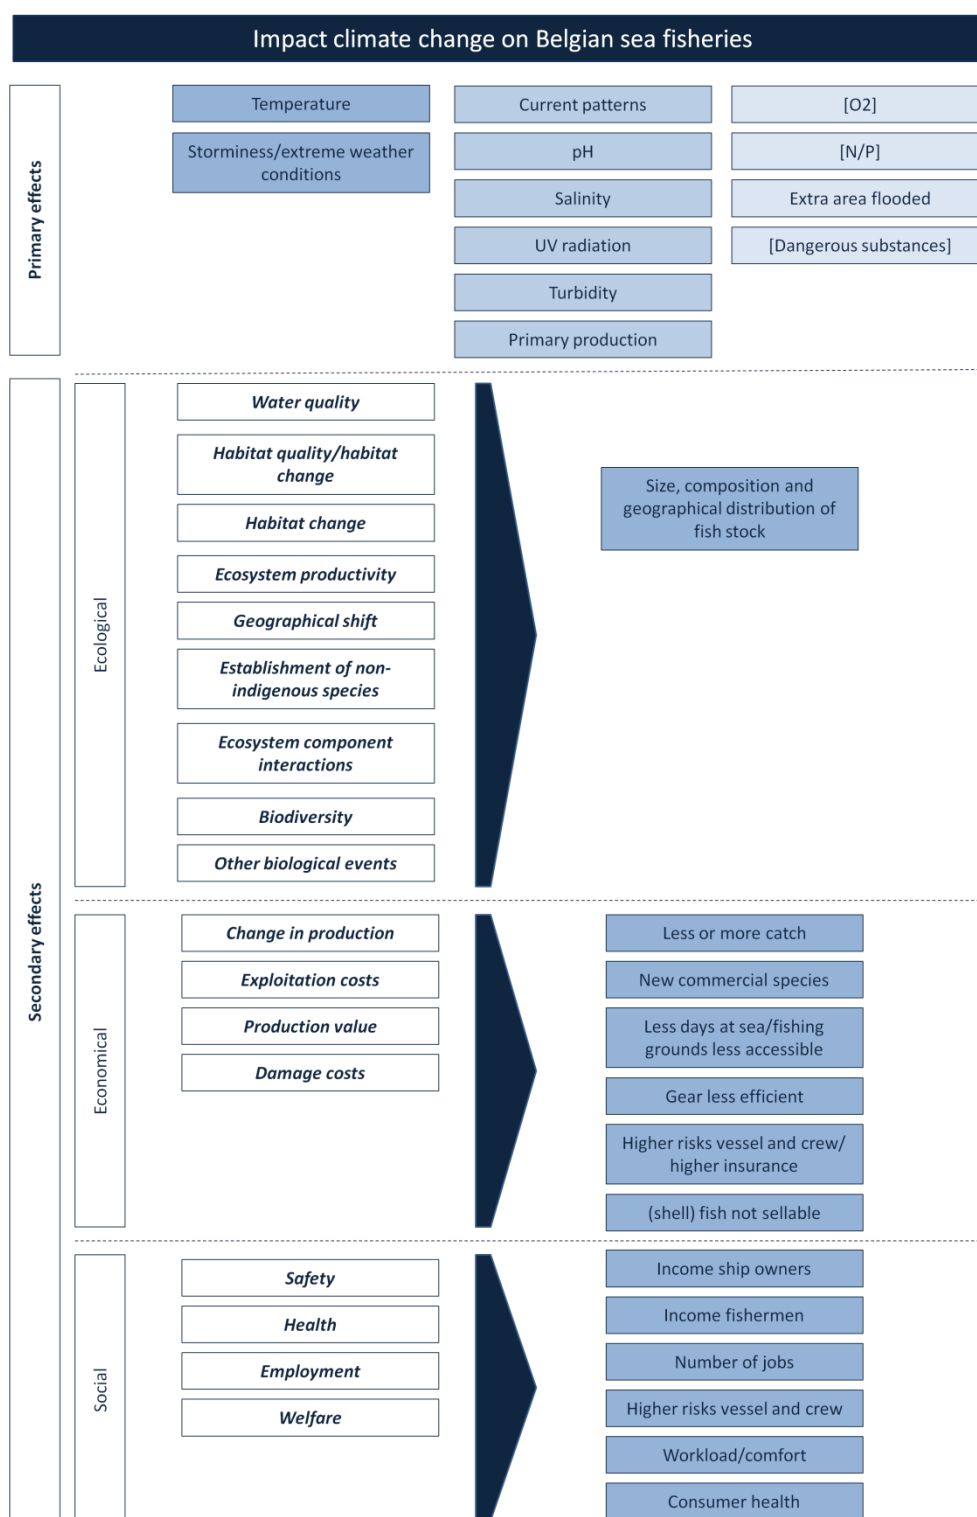 Impact climate change on Belgian sea fisheries
Primary effects
Temperature
Storminess/extreme weather
conditions
Current patterns
pH
Salinity
UV radiation
Turbidity
Primary production
[O2]
[N/P]
Extra area flooded
[Dangerous substances]
Secondary effects
Ecological
Water quality
Habitat quality/habitat
change
Habitat change
Ecosystem productivity
Geographical shift
Establishment of non-
indigenous species
Ecosystem component
interactions
Biodiversity
Other biological events
Size, composition and
geographical distribution of
fish stock
Economical
Change in production
Exploitation costs
Production value
Damage costs
Less or more catch
New commercial species
Less days at sea/fishing
grounds less accessible
Gear less efficient
Higher risks vessel and crew/
higher insurance
(shell) fish not sellable
Social
Safety
Health
Employment
Welfare
Income ship owners
Income fishermen
Number of jobs
Higher risks vessel and crew
Workload/comfort
Consumer health